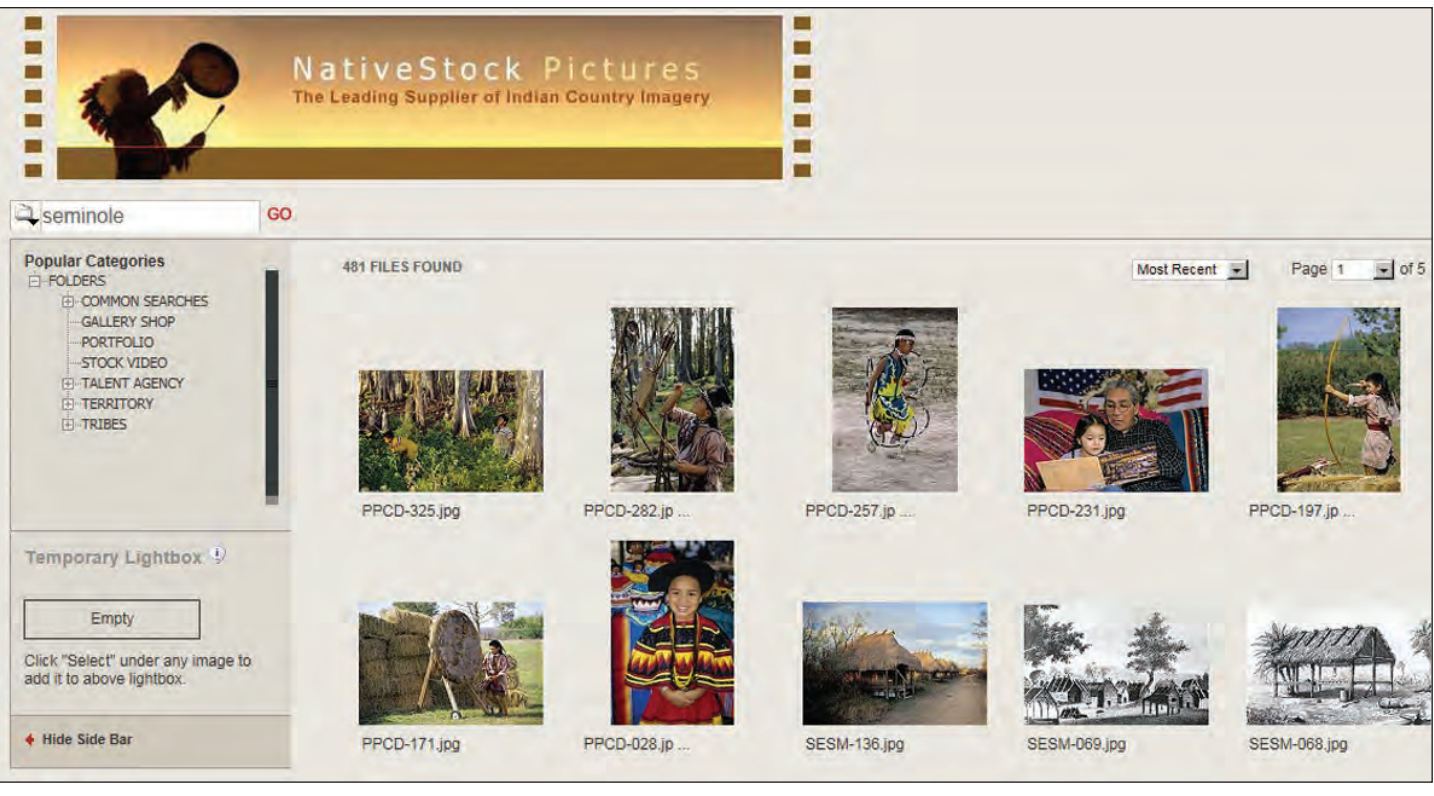 NativeStock Pictures
The Leading Supplier of Indian Country Imagery
seminole
GO
Popular Categories
FOLDERS
COMMON SEARCHES
GALLERY SHOP
PORTFOLIO
STOCK VIDEO
TALENT AGENCY
TERRITORY
TRIBES
Temporary Lightbox
Empty
Click "Select" under any image to
add it to above lightbox.
Hide Side Bar
481 FILES FOUND
Most Recent
Page 1 of 5
PPCD-325.jpg
PPCD-282.jp ...
PPCD-257.jp ...
PPCD-231.jpg
PPCD-197.jp ...
PPCD-171.jpg
PPCD-028.jp ...
SESM-136.jpg
SESM-069.jpg
SESM-068.jpg